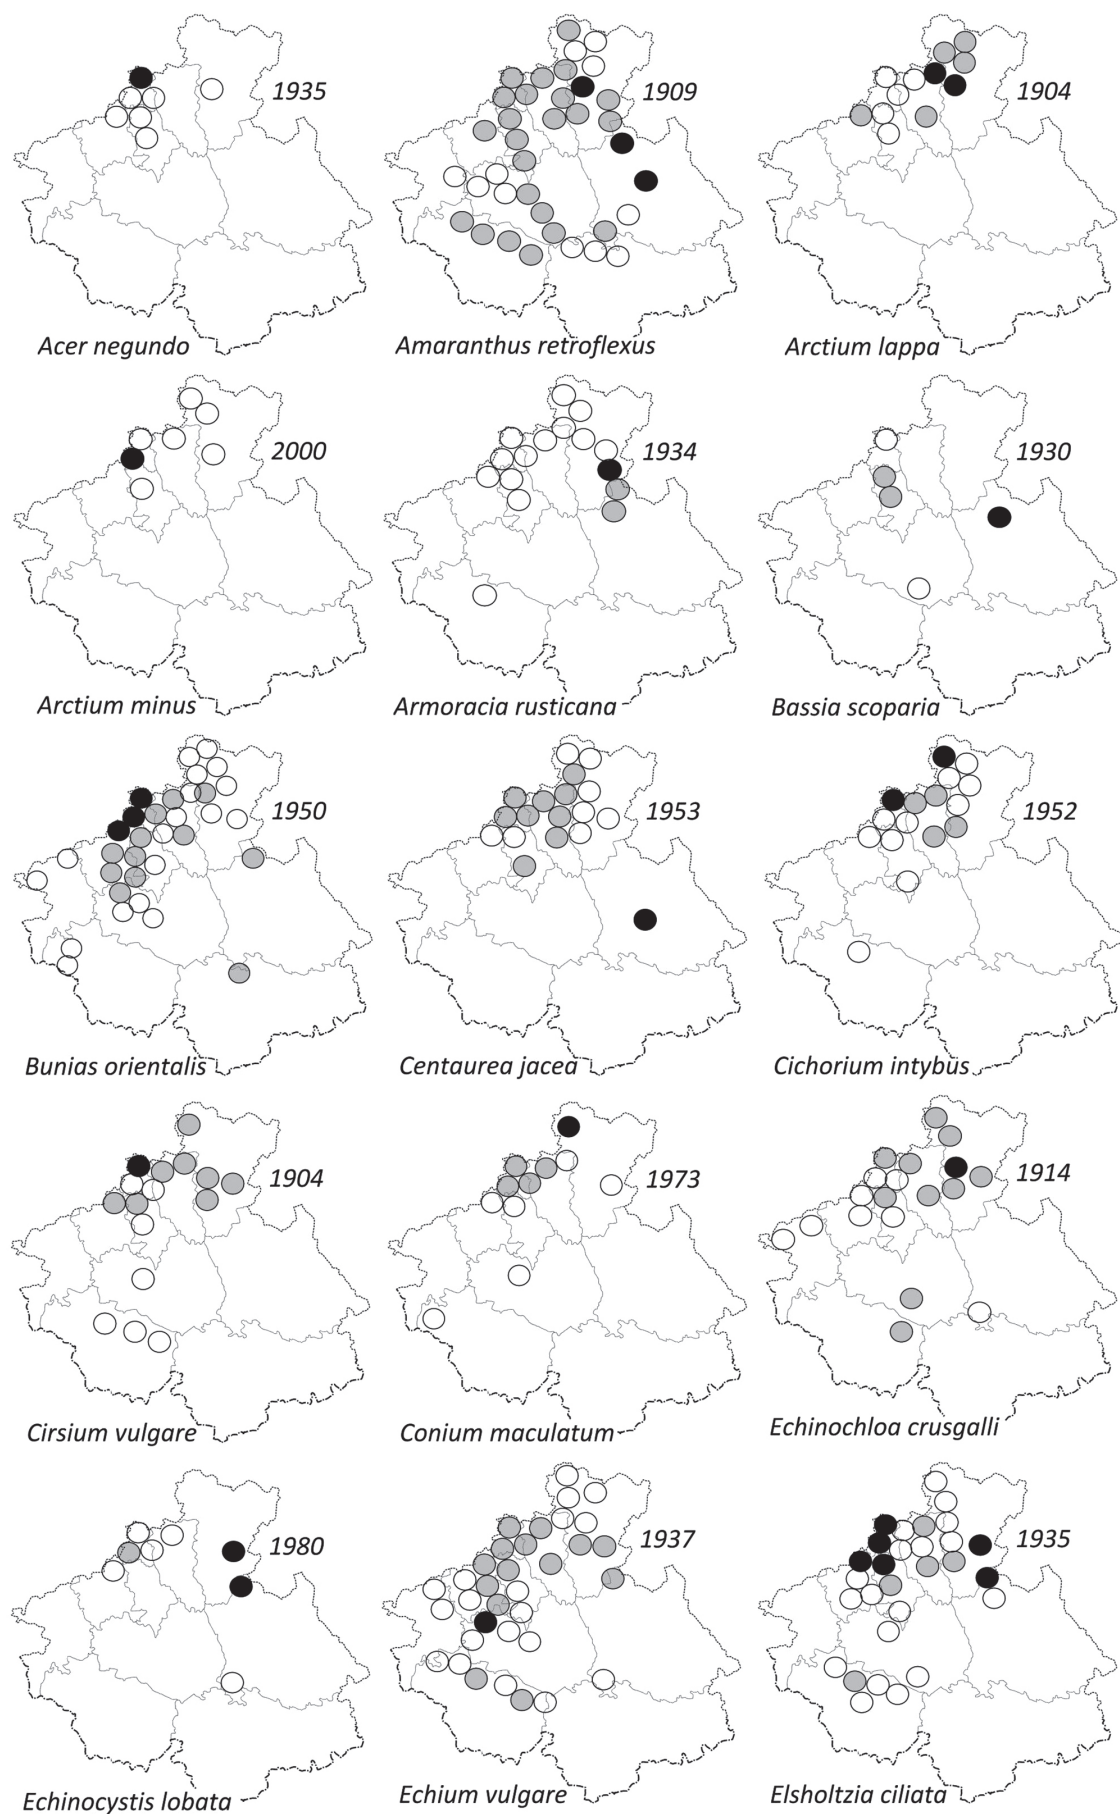 1935
1909
1904
Acer negundo
Amaranthus retroflexus
Arctium lappa
2000
1934
1930
Arctium minus
Armoracia rusticana
Bassia scoparia
1950
1953
1952
Bunias orientalis
Centaurea jacea
Cichorium intybus
1904
1973
1914
Cirsium vulgare
Conium maculatum
Echinochloa crusgalli
1980
1937
1935
Echinocystis lobata
Echium vulgare
Elsholtzia ciliata